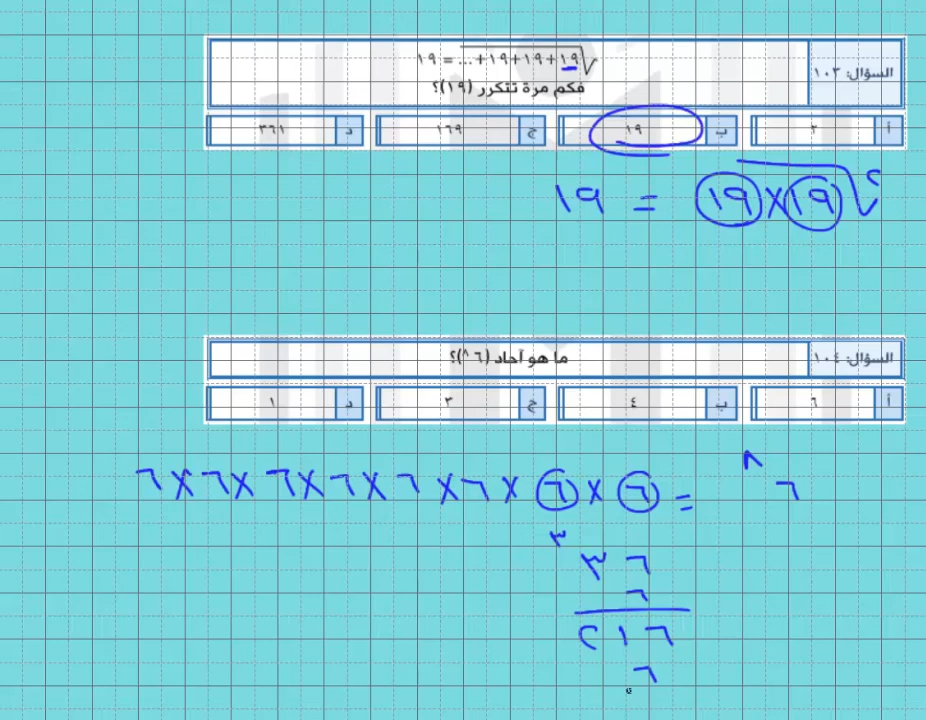 السؤال: ١٠٣
√١٩+١٩+١٩+... = ١٩
فكم مرة تتكرر (١٩)؟
أ ٢ ب ١٩ ج ١٦٩ د ٣٦١
√١٩×١٩ = ١٩ ؟
السؤال: ١٠٤
ما هو آحاد (٦^٨)؟
أ ٦ ب ٤ ج ٣ د ١
٦^٨ = ٦ × ٦ × ٦ × ٦ × ٦ × ٦ × ٦ × ٦
٣
٣٦
٦
٢١٦
٦